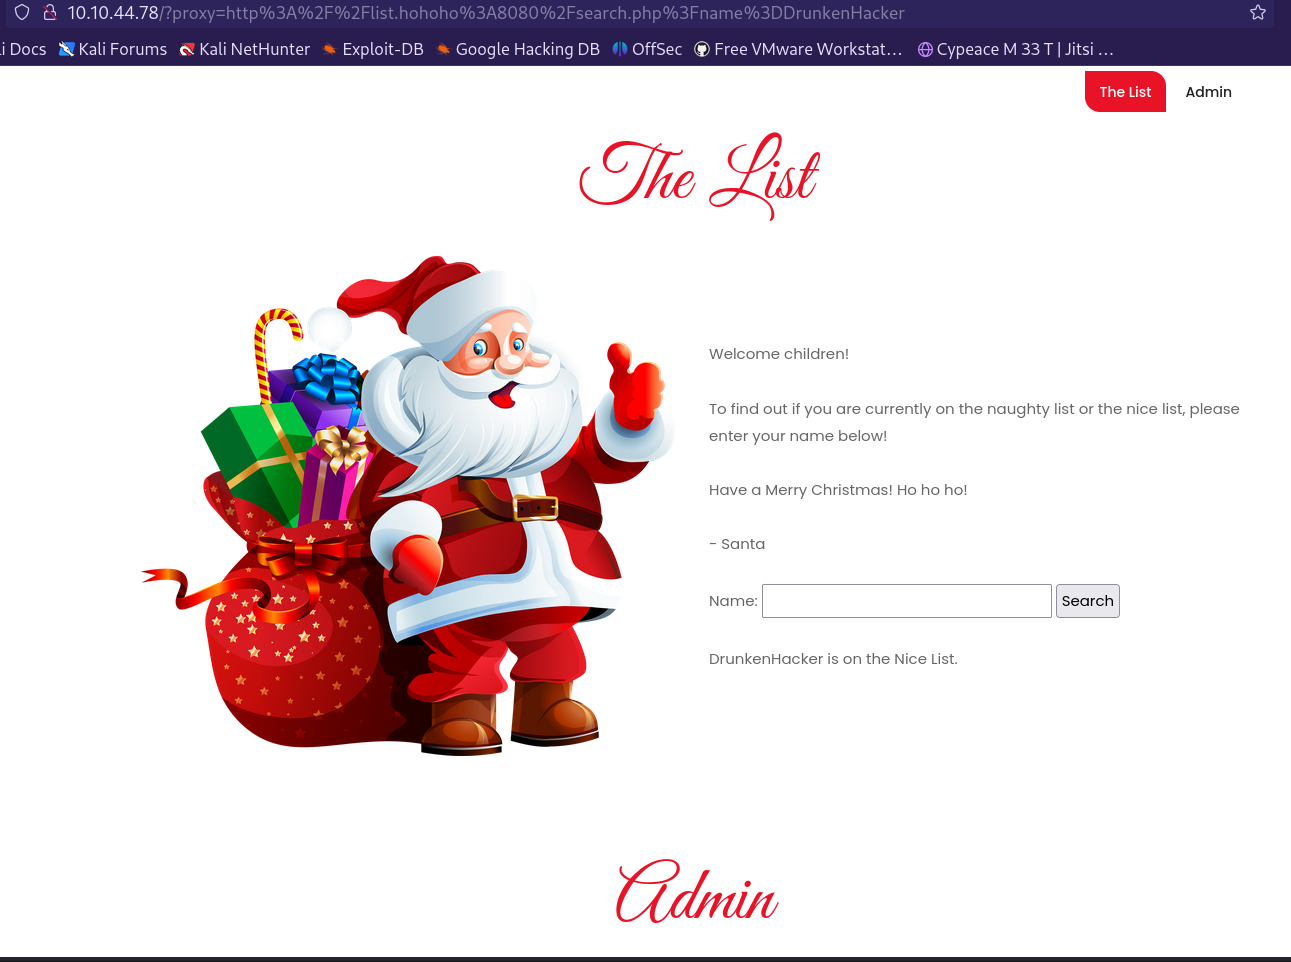 10.10.44.78/?proxy=http%3A%2F%2Flist.hohoho%3A8080%2Fsearch.php%3Fname%3DDrunkenHacker
i Docs Kali Forums Kali NetHunter Exploit-DB Google Hacking DB OffSec Free VMware Workstat… Cypeace M 33 T | Jitsi …
The List Admin
The List
Welcome children!
To find out if you are currently on the naughty list or the nice list, please
enter your name below!
Have a Merry Christmas! Ho ho ho!
- Santa
Name: Search
DrunkenHacker is on the Nice List.
Admin